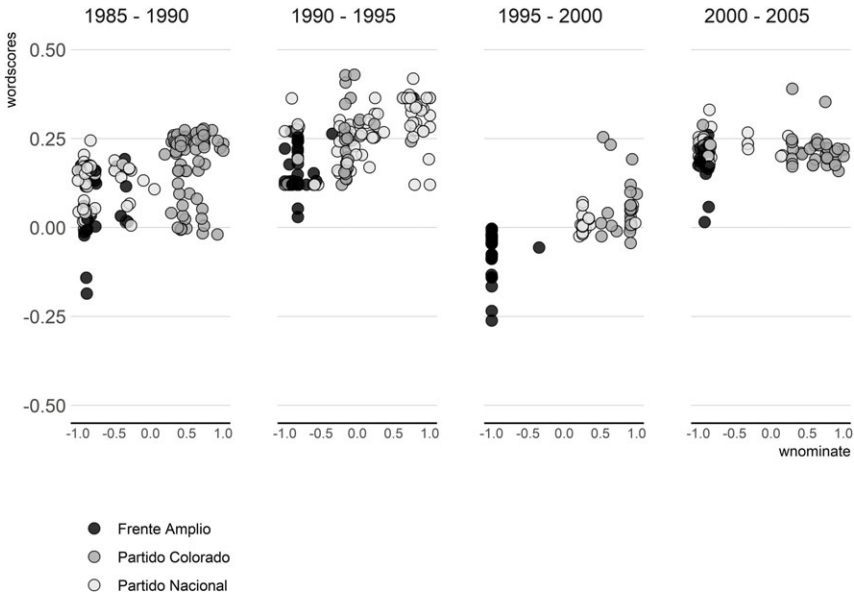 1985 - 1990 1990 - 1995 1995 - 2000 2000 - 2005
wordscores
0.50
0.25
0.00
-0.25
-0.50
-1.0 -0.5 0.0 0.5 1.0 -1.0 -0.5 0.0 0.5 1.0 -1.0 -0.5 0.0 0.5 1.0 -1.0 -0.5 0.0 0.5 1.0
wnominate
Frente Amplio
Partido Colorado
Partido Nacional